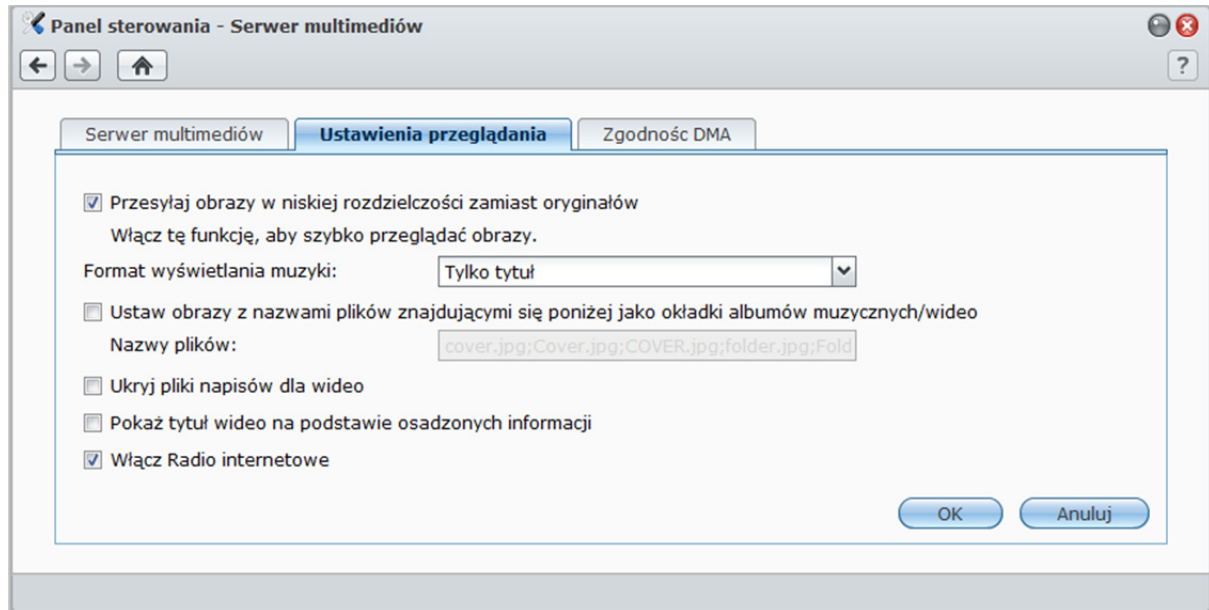 Panel sterowania - Serwer multimediów
?
Serwer multimediów Ustawienia przeglądania Zgodnośc DMA
Przesyłaj obrazy w niskiej rozdzielczości zamiast oryginałów
Włącz tę funkcję, aby szybko przeglądać obrazy.
Format wyświetlania muzyki: Tylko tytuł
Ustaw obrazy z nazwami plików znajdującymi się poniżej jako okładki albumów muzycznych/wideo
Nazwy plików: cover.jpg;Cover.jpg;COVER.jpg;folder.jpg;Fold
Ukryj pliki napisów dla wideo
Pokaż tytuł wideo na podstawie osadzonych informacji
Włącz Radio internetowe
OK Anuluj